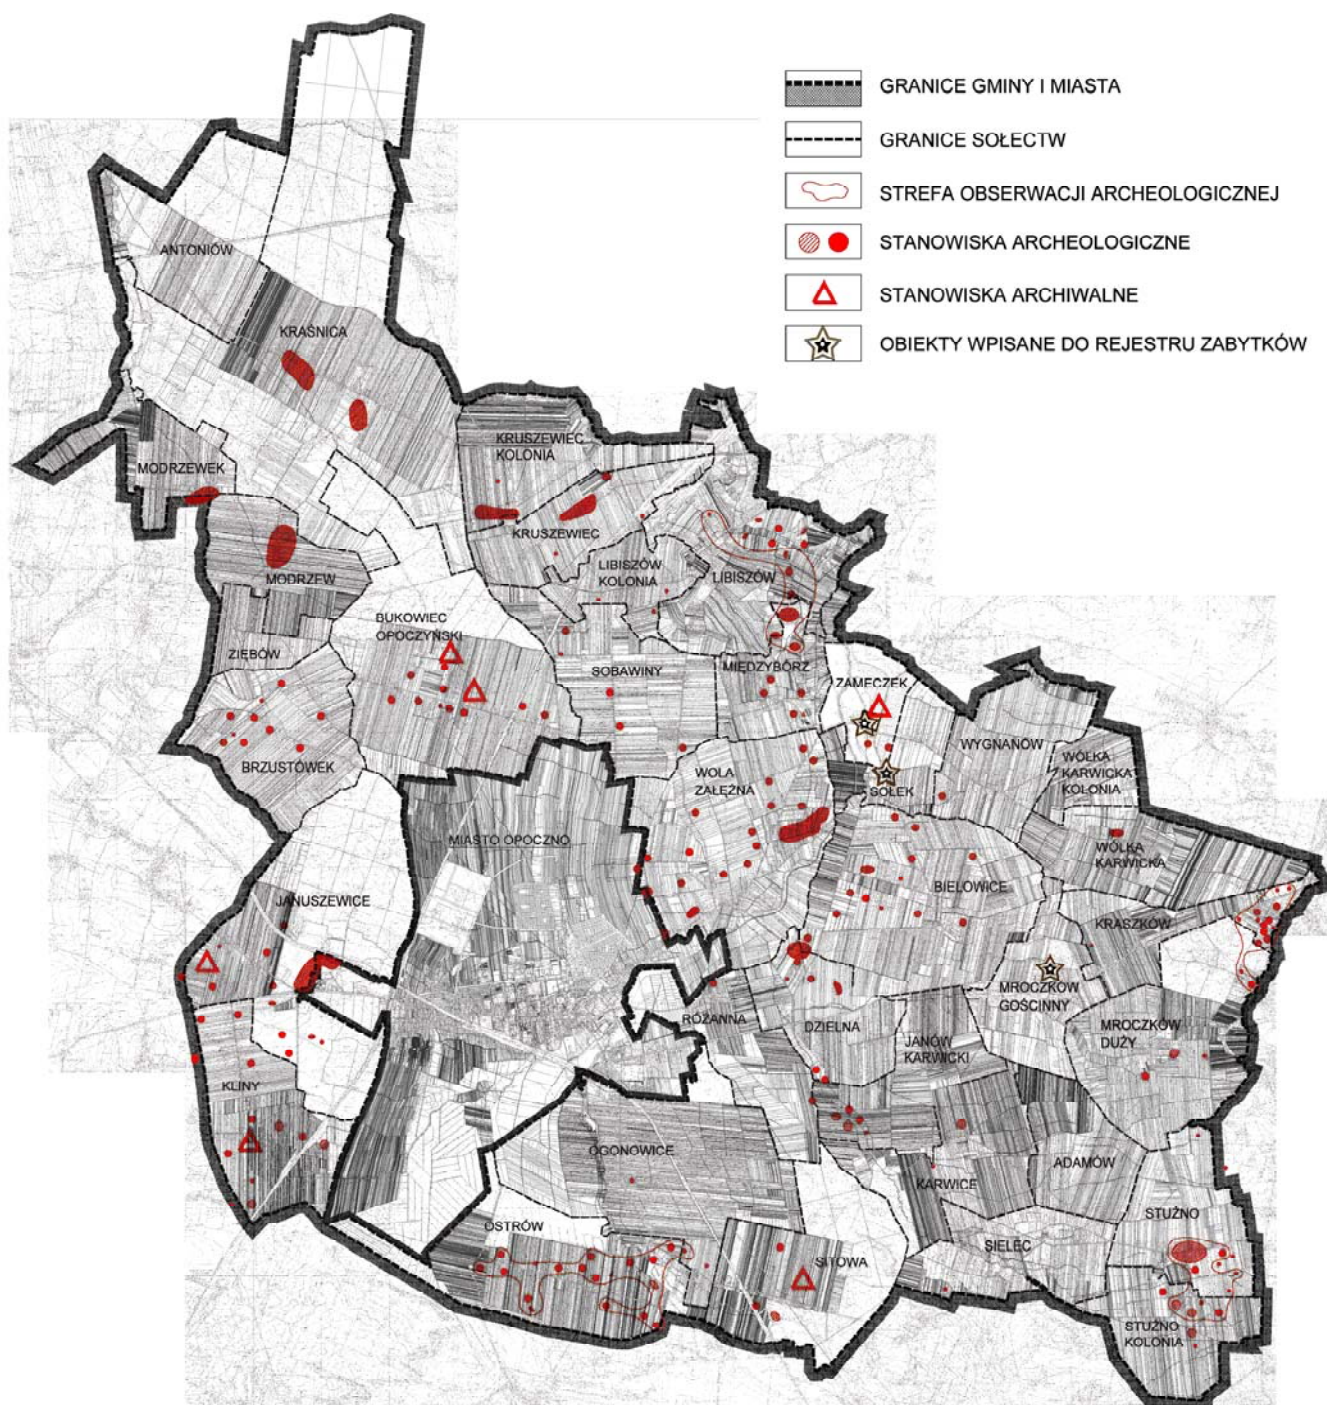 GRANICE GMINY I MIASTA
GRANICE SOŁECTW
STREFA OBSERWACJI ARCHEOLOGICZNEJ
STANOWISKA ARCHEOLOGICZNE
STANOWISKA ARCHIWALNE
OBIEKTY WPISANE DO REJESTRU ZABYTKÓW
ANTONIÓW
KRAŚNICA
KRUSZEWIEC
KOLONIA
MODRZEWEK
KRUSZEWIEC
LIBISZÓW
KOLONIA
LIBISZÓW
MODRZEW
BUKOWIEC
OPOCZYŃSKI
ZIĘBÓW
SOBAWINY
MIĘDZYBÓRZ
ZAMECZEK
WYGNANÓW
WÓLKA
KARWICKA
KOLONIA
BRZUSTÓWEK
WOLA
ZAŁĘŻNA
SOŁEK
MIASTO OPOCZNO
WÓLKA
KARWICKA
BIELOWICE
JANUSZEWICE
KRASZKÓW
MROCZKÓW
GOŚCINNY
RÓŻANNA
DZIELNA
JANÓW
KARWICKI
MROCZKÓW
DUŻY
KLINY
OGONOWICE
ADAMÓW
KARWICE
STUŻNO
OSTRÓW
SIELEC
SITOWA
STUŻNO
KOLONIA